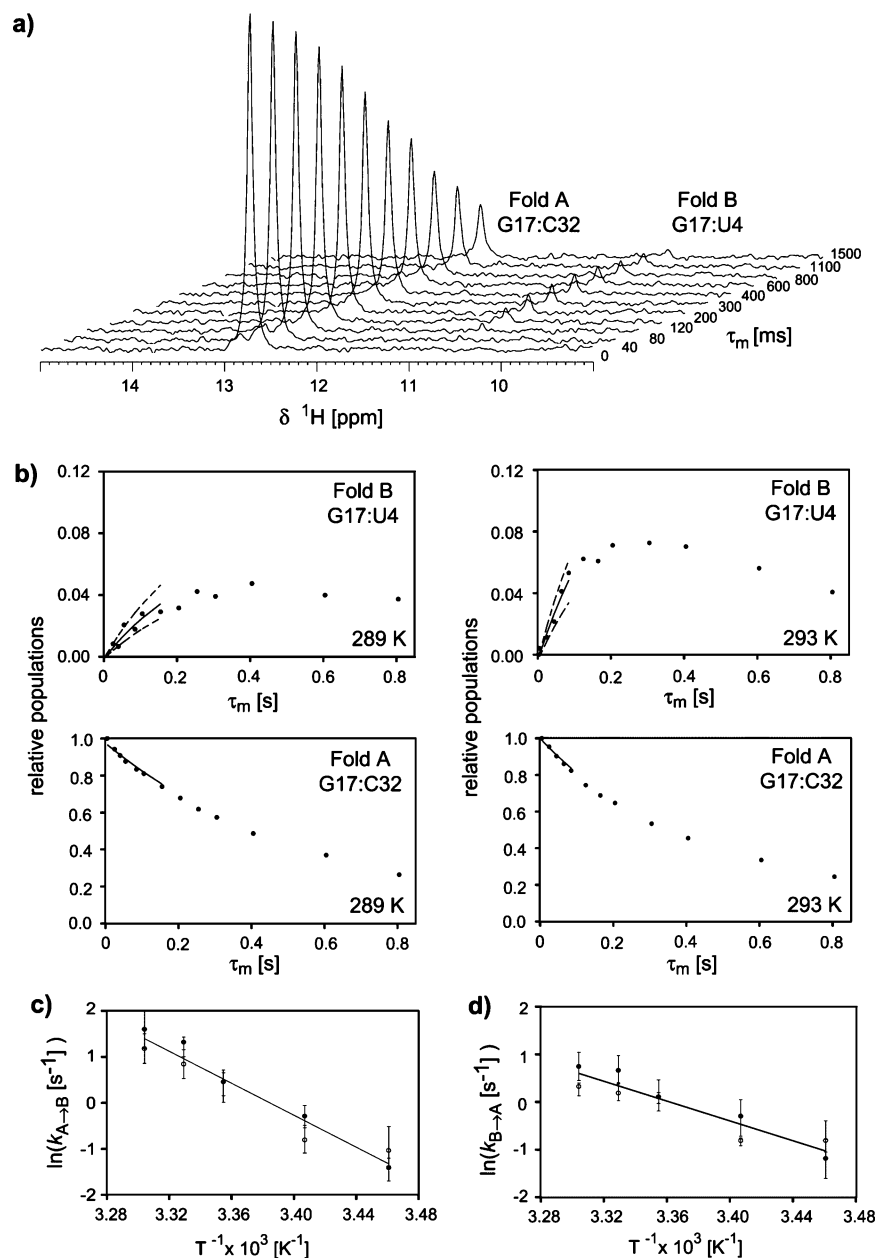 a)
Fold A
G17:C32
Fold B
G17:U4
1500
1100
800
600
400
300
200
120
80
40
0
τm [ms]
14 13 12 11 10
δ ¹H [ppm]
b)
relative populations
0.12
0.08
0.04
0.00
Fold B
G17:U4
289 K
0 0.2 0.4 0.6 0.8
τm [s]
0.12
0.08
0.04
0.00
Fold B
G17:U4
293 K
0 0.2 0.4 0.6 0.8
τm [s]
relative populations
1.0
0.8
0.6
0.4
0.2
0.0
Fold A
G17:C32
289 K
0 0.2 0.4 0.6 0.8
τm [s]
1.0
0.8
0.6
0.4
0.2
0.0
Fold A
G17:C32
293 K
0 0.2 0.4 0.6 0.8
τm [s]
c)
ln(kA→B [s⁻¹])
2
1
0
-1
-2
3.28 3.32 3.36 3.40 3.44 3.48
T⁻¹ x 10³ [K⁻¹]
d)
ln(kB→A [s⁻¹])
2
1
0
-1
-2
3.28 3.32 3.36 3.40 3.44 3.48
T⁻¹ x 10³ [K⁻¹]